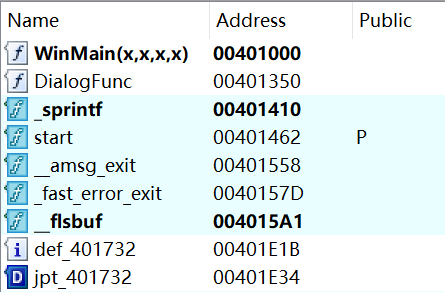 Name Address Public
f WinMain(x,x,x,x) 00401000
f DialogFunc 00401350
f _sprintf 00401410
f start 00401462 P
f __amsg_exit 00401558
f _fast_error_exit 0040157D
f __flsbuf 004015A1
i def_401732 00401E1B
D jpt_401732 00401E34